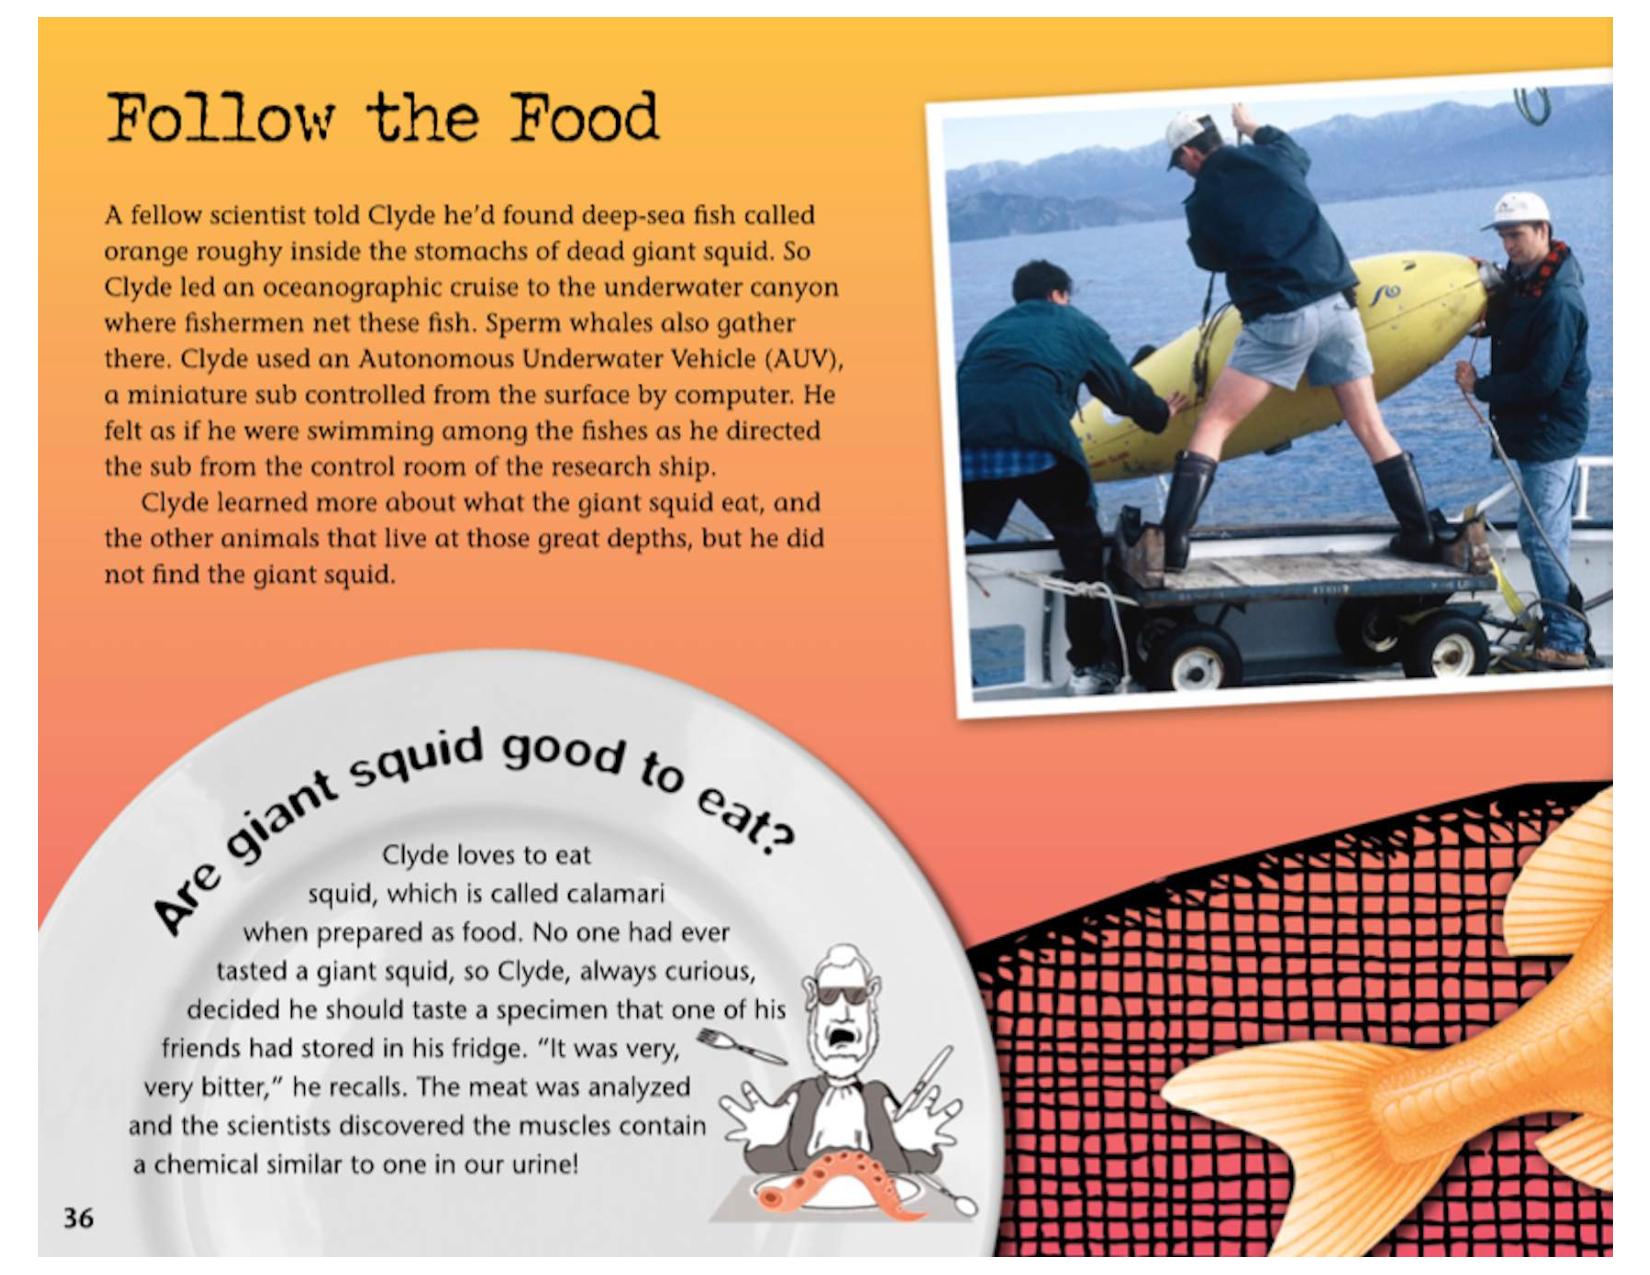 Follow the Food
A fellow scientist told Clyde he’d found deep-sea fish called
orange roughy inside the stomachs of dead giant squid. So
Clyde led an oceanographic cruise to the underwater canyon
where fishermen net these fish. Sperm whales also gather
there. Clyde used an Autonomous Underwater Vehicle (AUV),
a miniature sub controlled from the surface by computer. He
felt as if he were swimming among the fishes as he directed
the sub from the control room of the research ship.
Clyde learned more about what the giant squid eat, and
the other animals that live at those great depths, but he did
not find the giant squid.
Are giant squid good to eat?
Clyde loves to eat
squid, which is called calamari
when prepared as food. No one had ever
tasted a giant squid, so Clyde, always curious,
decided he should taste a specimen that one of his
friends had stored in his fridge. “It was very,
very bitter,” he recalls. The meat was analyzed
and the scientists discovered the muscles contain
a chemical similar to one in our urine!
36